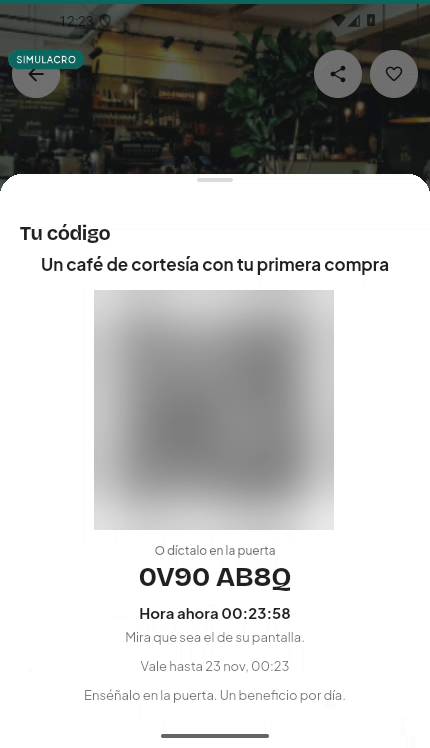 12:23
SIMULACRO
Tu código
Un café de cortesía con tu primera compra
O díctalo en la puerta
0V90 AB8Q
Hora ahora 00:23:58
Mira que sea el de su pantalla.
Vale hasta 23 nov, 00:23
Enséñalo en la puerta. Un beneficio por día.